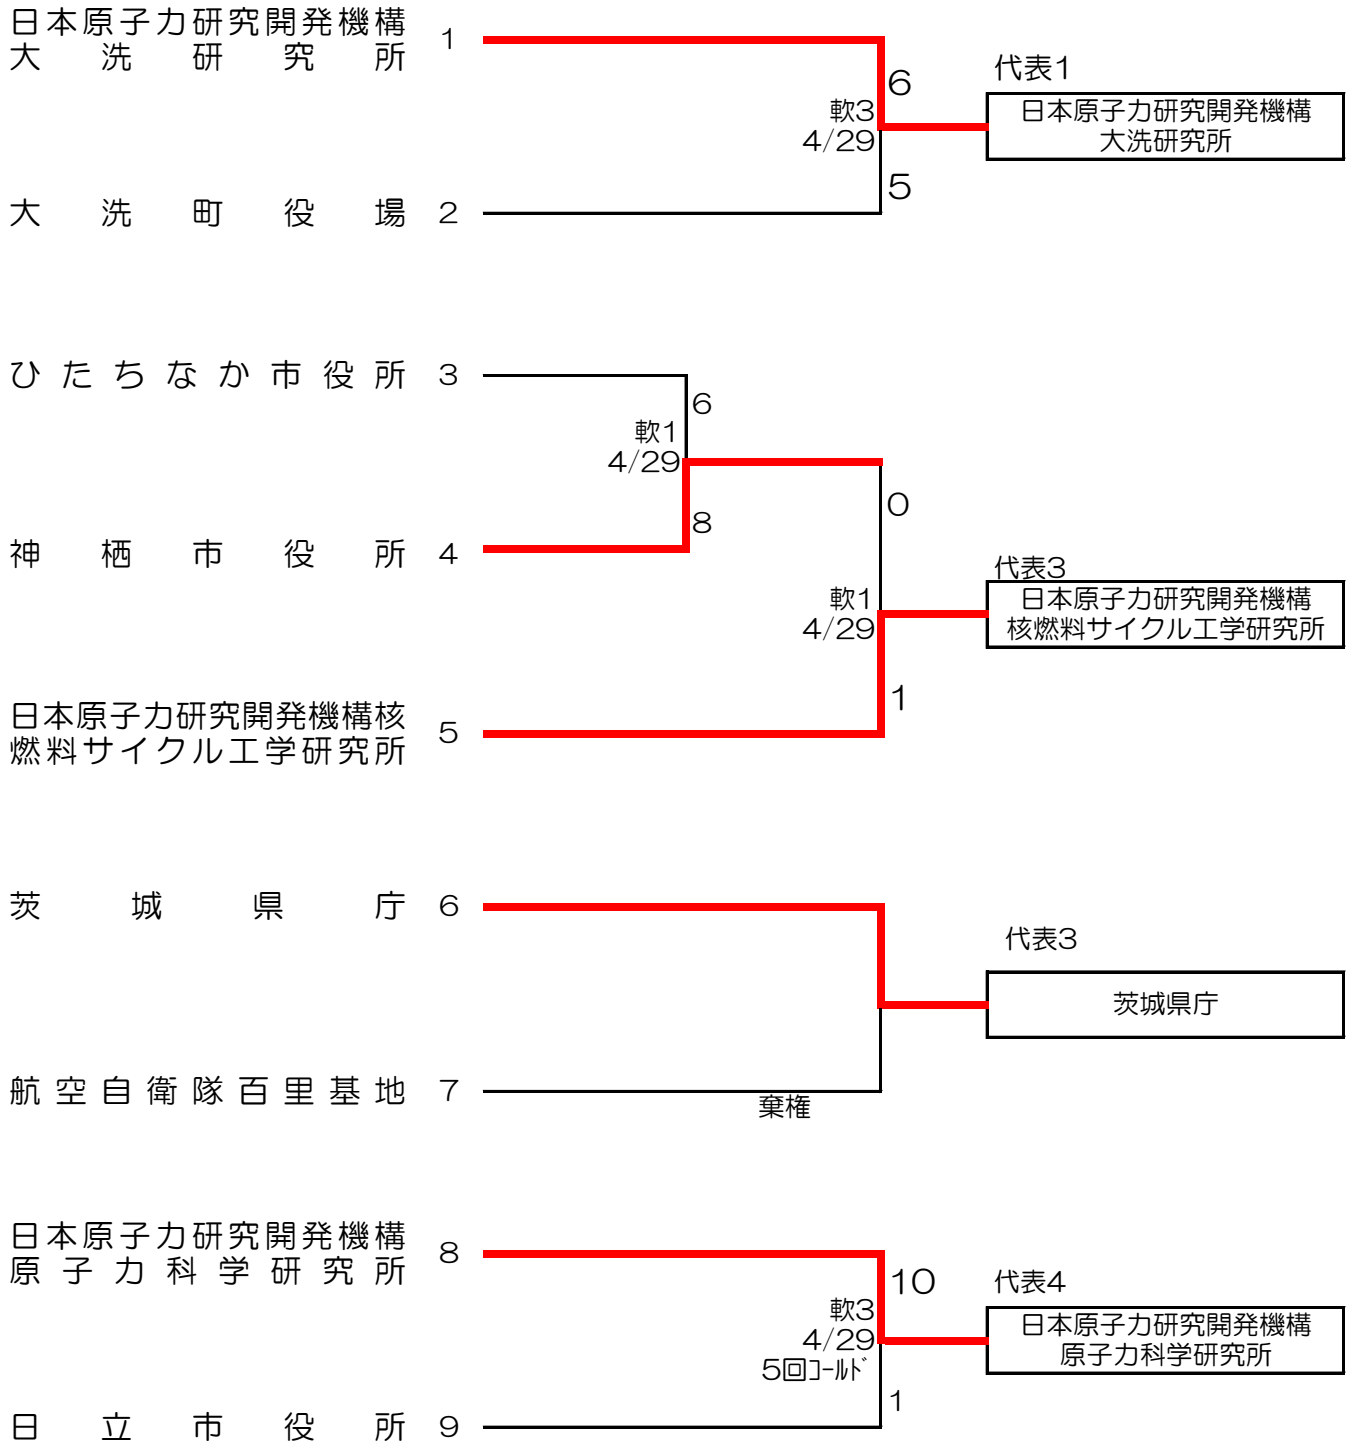 日本原子力研究開発機構
大洗研究所 1
代表1
6
軟3
4/29
日本原子力研究開発機構
大洗研究所
5
大洗町役場 2
ひたちなか市役所 3
6
軟1
4/29
8
0
神栖市役所 4
代表3
軟1
4/29
日本原子力研究開発機構
核燃料サイクル工学研究所
1
日本原子力研究開発機構核
燃料サイクル工学研究所 5
茨城県庁 6
代表3
茨城県庁
航空自衛隊百里基地 7
棄権
日本原子力研究開発機構
原子力科学研究所 8
10
代表4
軟3
4/29
5回ｺｰﾙﾄﾞ
日本原子力研究開発機構
原子力科学研究所
1
日立市役所 9